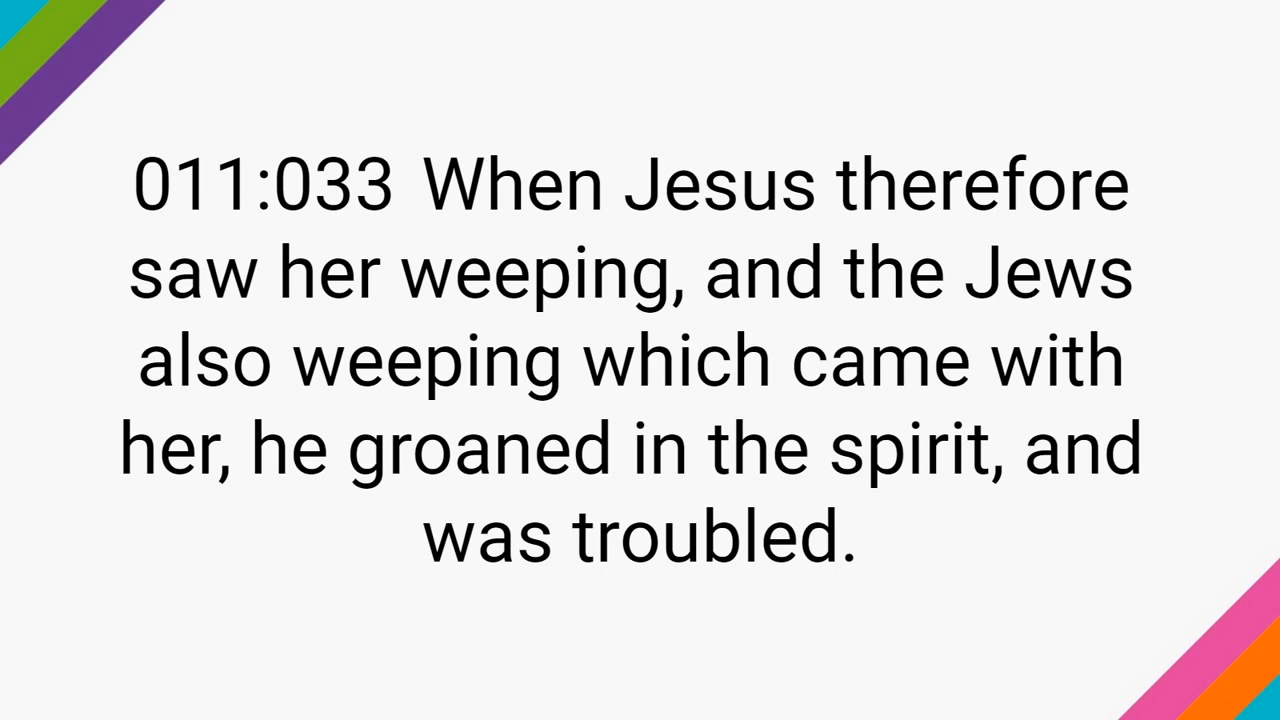 011:033 When Jesus therefore
saw her weeping, and the Jews
also weeping which came with
her, he groaned in the spirit, and
was troubled.